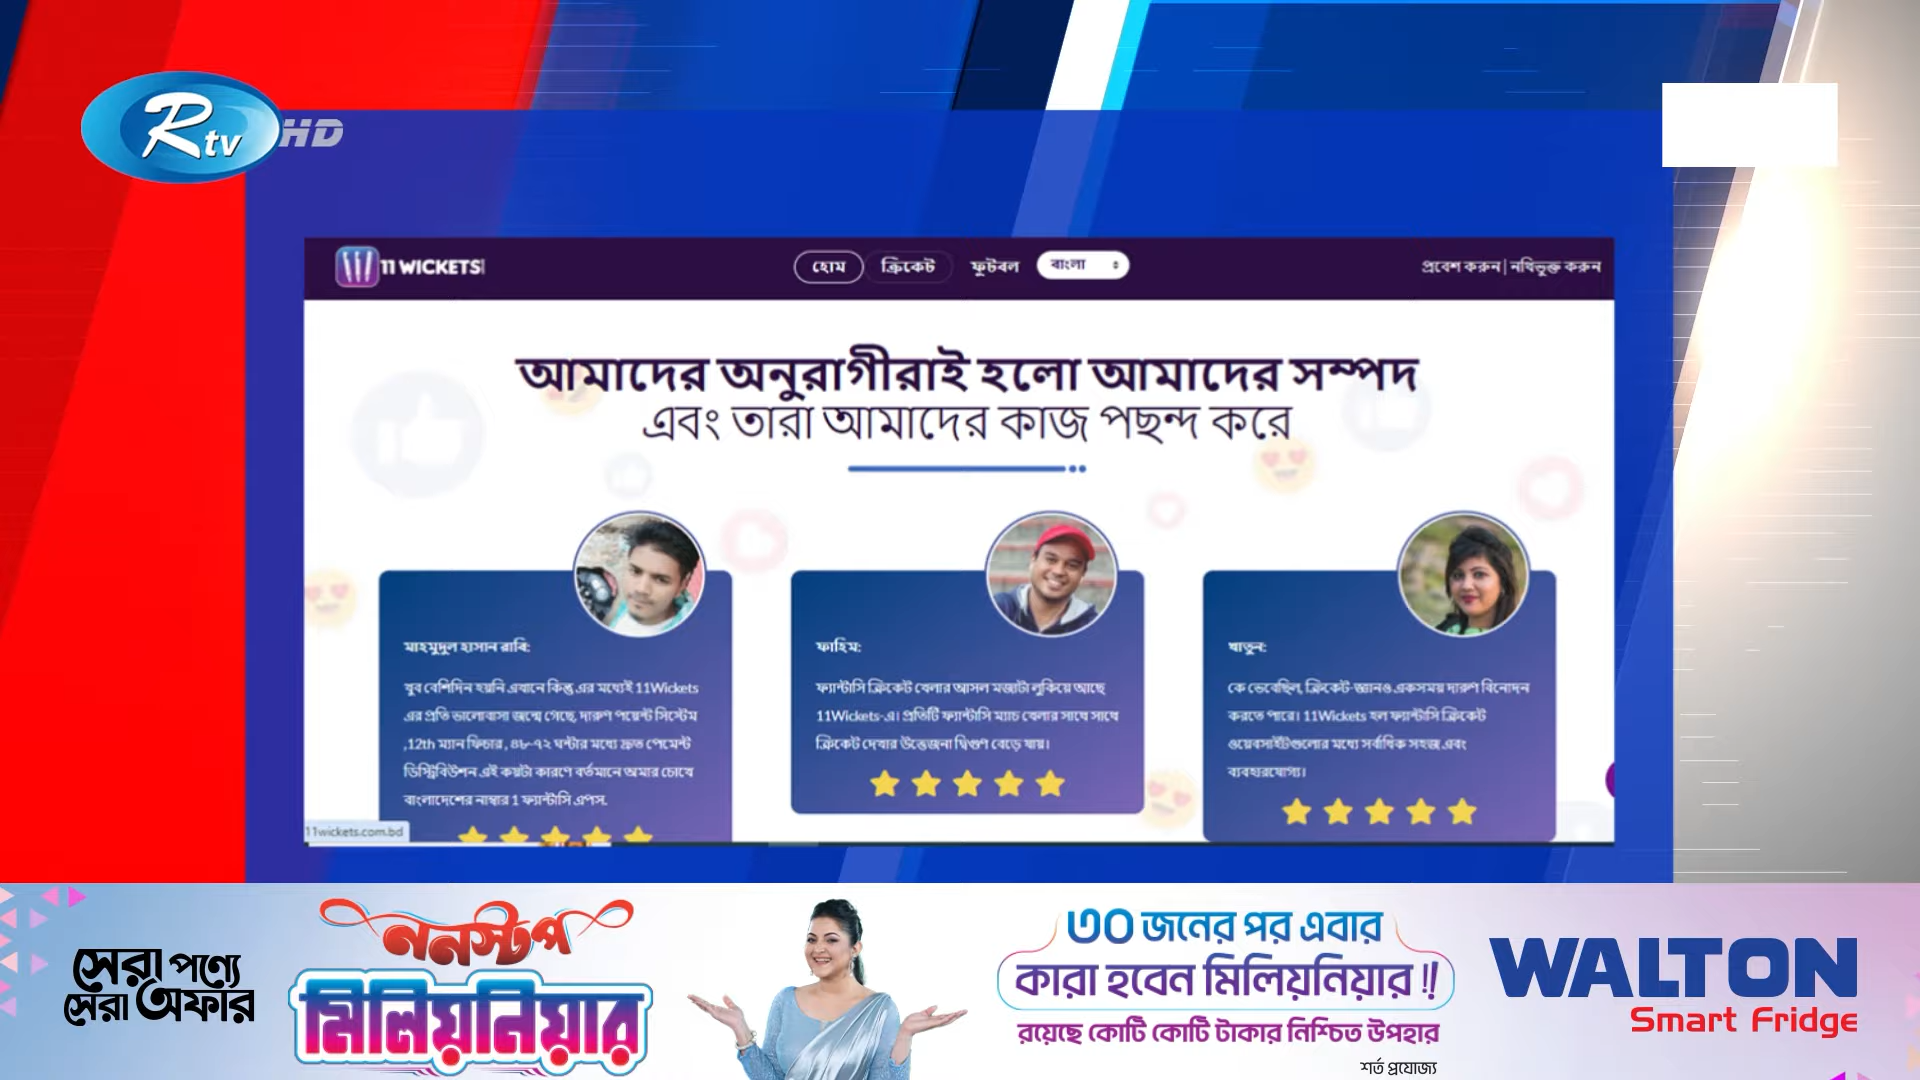 Rtv HD
11 WICKETS
হোম ক্রিকেট ফুটবল বাংলা প্রবেশ করুন | নথিভুক্ত করুন
আমাদের অনুরাগীরাই হলো আমাদের সম্পদ
এবং তারা আমাদের কাজ পছন্দ করে
মাহমুদুল হাসান রাব্বি:
খুব বেশিদিন হয়নি এখানে কিন্তু এর মধ্যেই 11Wickets
এর প্রতি ভালোবাসা জন্মে গেছে, দারুণ পয়েন্ট সিস্টেম
,12th ম্যান ফিচার, ৪৮-৭২ ঘন্টার মধ্যে দ্রুত পেমেন্ট
ডিস্ট্রিবিউশন এই কয়টা কারণে বর্তমানে আমার চোখে
বাংলাদেশের নাম্বার 1 ফ্যান্টাসি এপস.
ফাহিম:
ফ্যান্টাসি ক্রিকেট খেলার আসল মজাটা লুকিয়ে আছে
11Wickets-এ। প্রতিটি ফ্যান্টাসি ম্যাচ খেলার সাথে সাথে
ক্রিকেট দেখার উত্তেজনা দ্বিগুণ বেড়ে যায়।
খাতুন:
কে ভেবেছিল, ক্রিকেট-জ্ঞানও একসময় দারুণ বিনোদন
করতে পারে। 11Wickets হল ফ্যান্টাসি ক্রিকেট
ওয়েবসাইটগুলোর মধ্যে সর্বাধিক সহজ এবং
ব্যবহারযোগ্য।
11wickets.com.bd
সেরা পণ্যে
সেরা অফার
ননস্টপ
মিলিয়নিয়ার
৩০ জনের পর এবার
কারা হবেন মিলিয়নিয়ার !!
রয়েছে কোটি কোটি টাকার নিশ্চিত উপহার
শর্ত প্রযোজ্য
WALTON
Smart Fridge